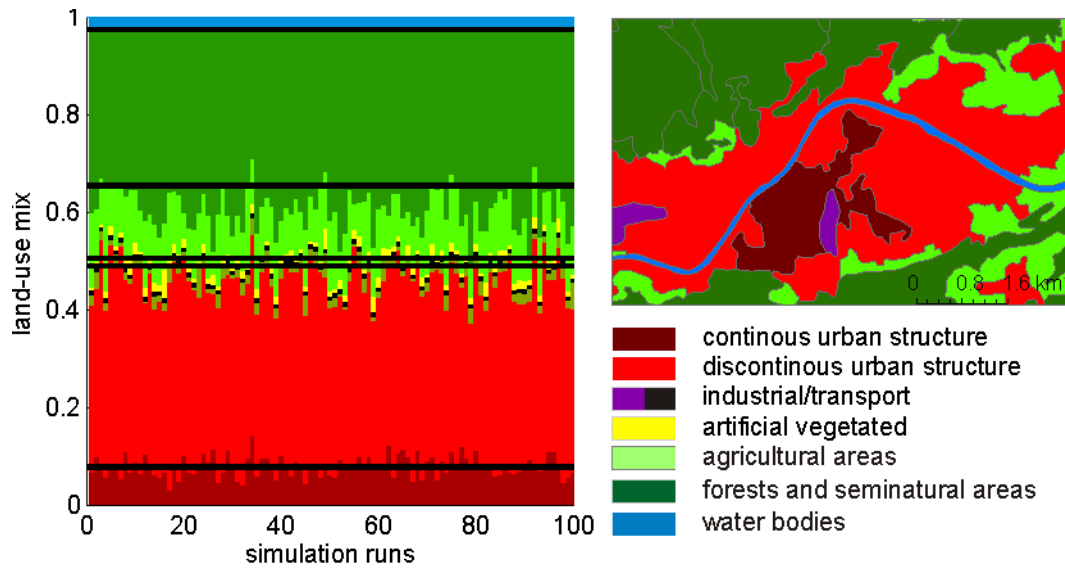 1
0.8
0.6
0.4
0.2
0
land-use mix
0 20 40 60 80 100
simulation runs
0 0.8 1.6 km
continous urban structure
discontinous urban structure
industrial/transport
artificial vegetated
agricultural areas
forests and seminatural areas
water bodies